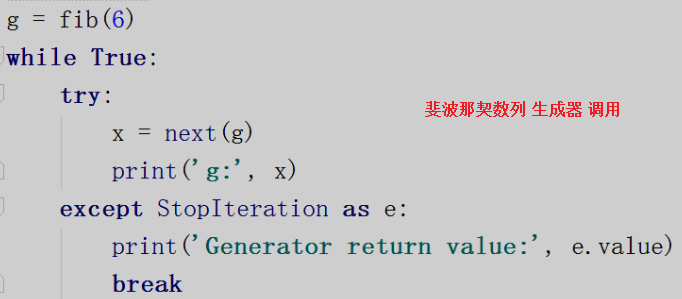 g = fib(6)
while True:
    try:
        x = next(g)
斐波那契数列 生成器 调用
        print('g:', x)
    except StopIteration as e:
        print('Generator return value:', e.value)
        break